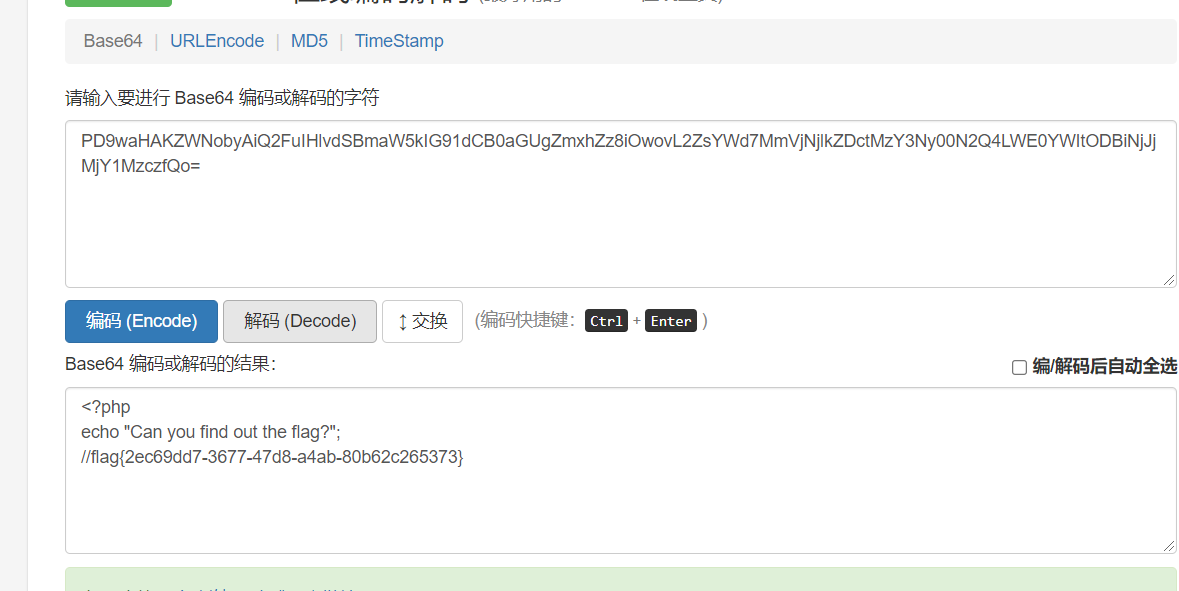 Base64 | URLEncode | MD5 | TimeStamp
请输入要进行 Base64 编码或解码的字符
PD9waHAKZWNobyAiQ2FuIHlvdSBmaW5kIG91dCB0aGUgZmxhZz8iOwovL2ZsYWd7MmVjNjlkZDctMzY3Ny00N2Q4LWE0YWItODBiNjJj
MjY1MzczfQo=
编码 (Encode) 解码 (Decode) ↕ 交换 (编码快捷键： Ctrl + Enter )
Base64 编码或解码的结果：
编/解码后自动全选
<?php
echo "Can you find out the flag?";
//flag{2ec69dd7-3677-47d8-a4ab-80b62c265373}